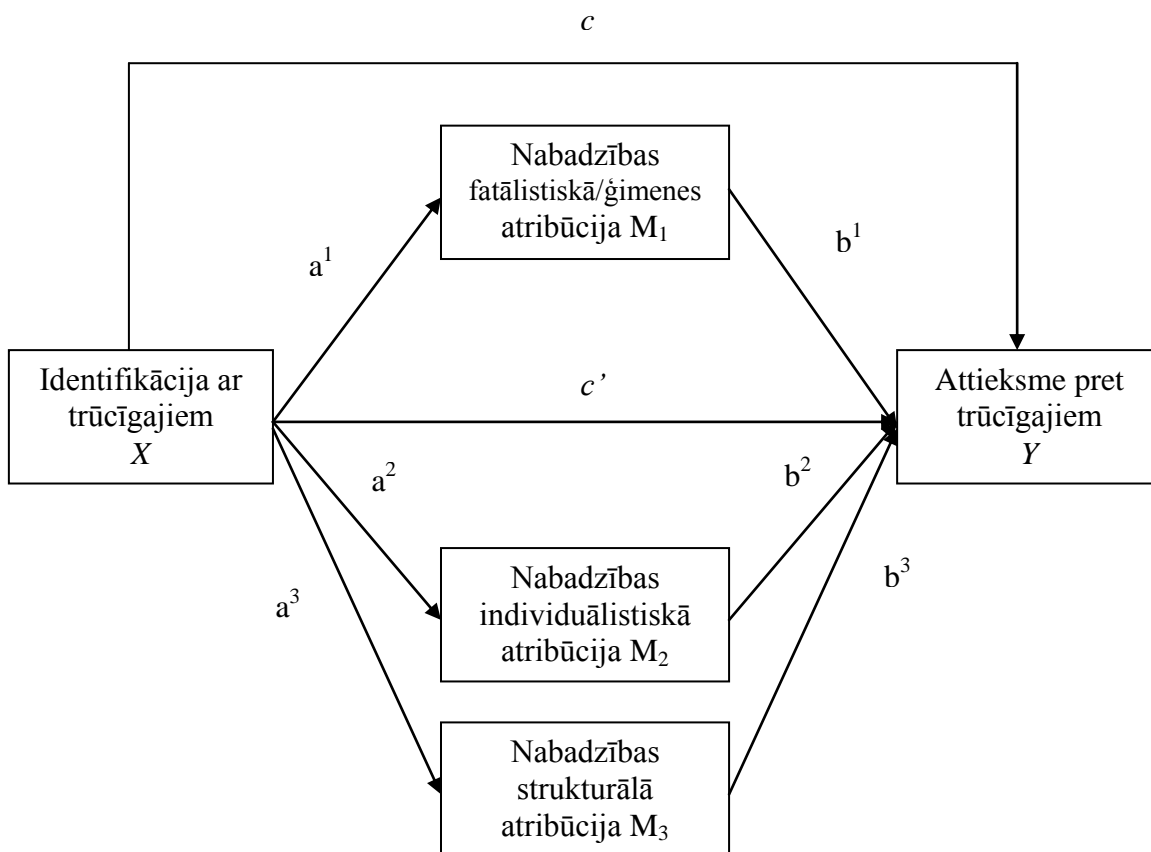 c
Nabadzības
fatālistiskā/ģimenes
atribūcija M₁
a¹
b¹
Identifikācija ar
trūcīgajiem
X
c’
Attieksme pret
trūcīgajiem
Y
a²
b²
Nabadzības
individuālistiskā
atribūcija M₂
a³
b³
Nabadzības
strukturālā
atribūcija M₃